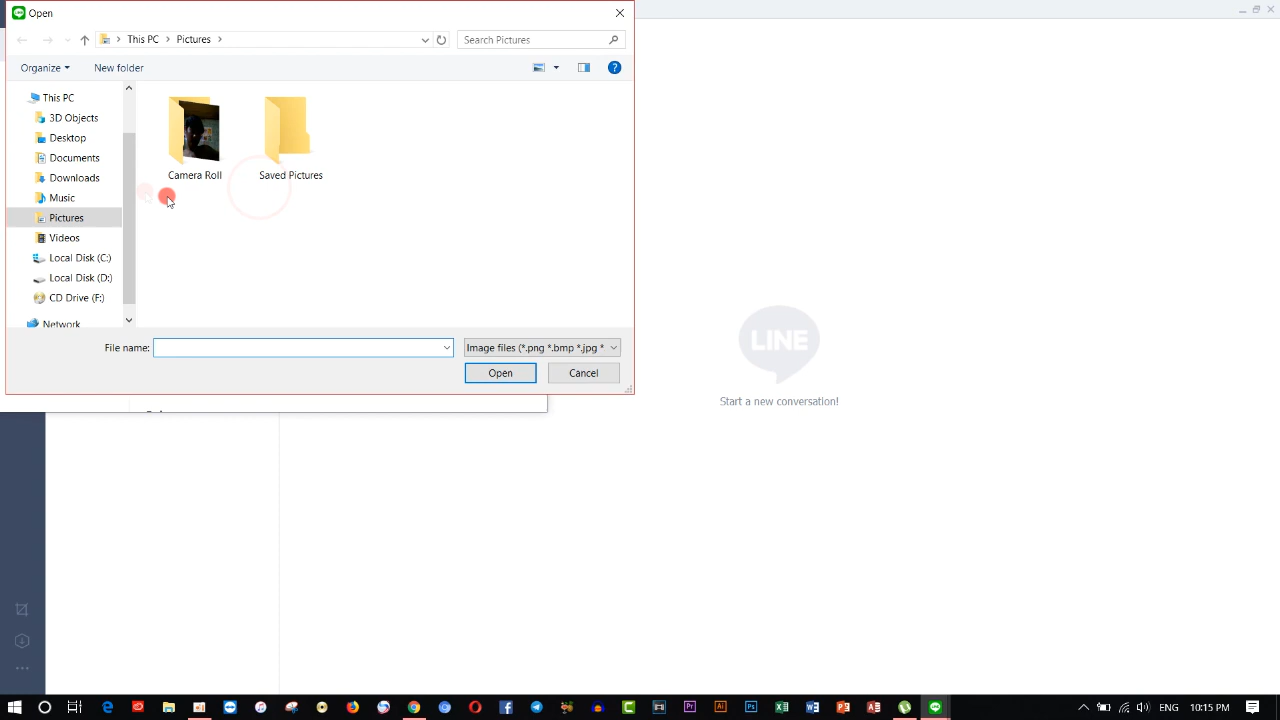 Open
This PC
Pictures
Search Pictures
Organize
New folder
This PC
3D Objects
Desktop
Documents
Downloads
Music
Pictures
Videos
Local Disk (C:)
Local Disk (D:)
CD Drive (F:)
Network
Camera Roll
Saved Pictures
File name:
Image files (*.png *.bmp *.jpg *
Open
Cancel
LINE
Start a new conversation!
ENG
10:15 PM